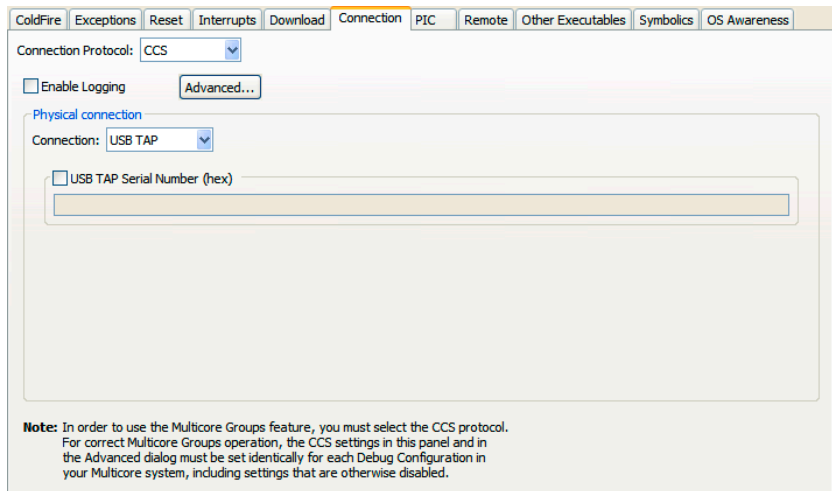 ColdFire Exceptions Reset Interrupts Download Connection PIC Remote Other Executables Symbolics OS Awareness
Connection Protocol: CCS
Enable Logging Advanced...
Physical connection
Connection: USB TAP
USB TAP Serial Number (hex)
Note: In order to use the Multicore Groups feature, you must select the CCS protocol.
For correct Multicore Groups operation, the CCS settings in this panel and in
the Advanced dialog must be set identically for each Debug Configuration in
your Multicore system, including settings that are otherwise disabled.